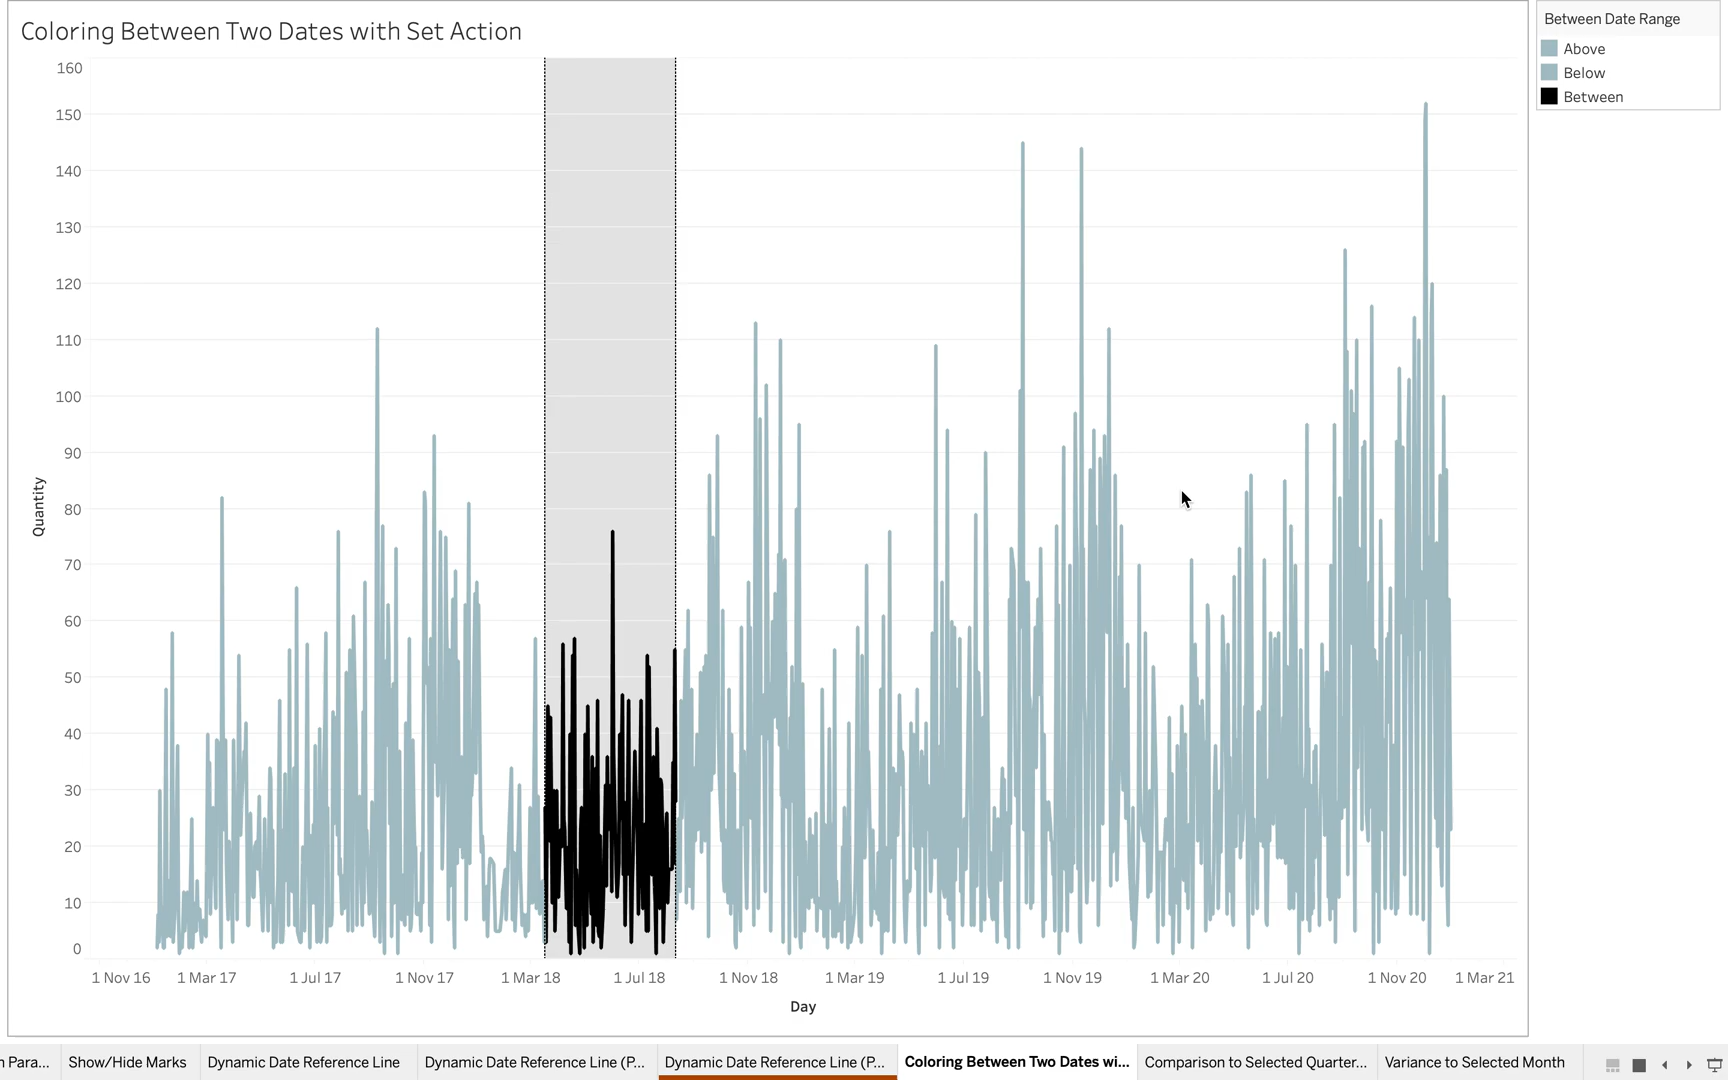 Coloring Between Two Dates with Set Action
Between Date Range
Above
Below
Between
160
150
140
130
120
110
100
90
80
70
60
50
40
30
20
10
0
Quantity
1 Nov 16 1 Mar 17 1 Jul 17 1 Nov 17 1 Mar 18 1 Jul 18 1 Nov 18 1 Mar 19 1 Jul 19 1 Nov 19 1 Mar 20 1 Jul 20 1 Nov 20 1 Mar 21
Day
n Para... Show/Hide Marks Dynamic Date Reference Line Dynamic Date Reference Line (P... Dynamic Date Reference Line (P... Coloring Between Two Dates wi... Comparison to Selected Quarter... Variance to Selected Month